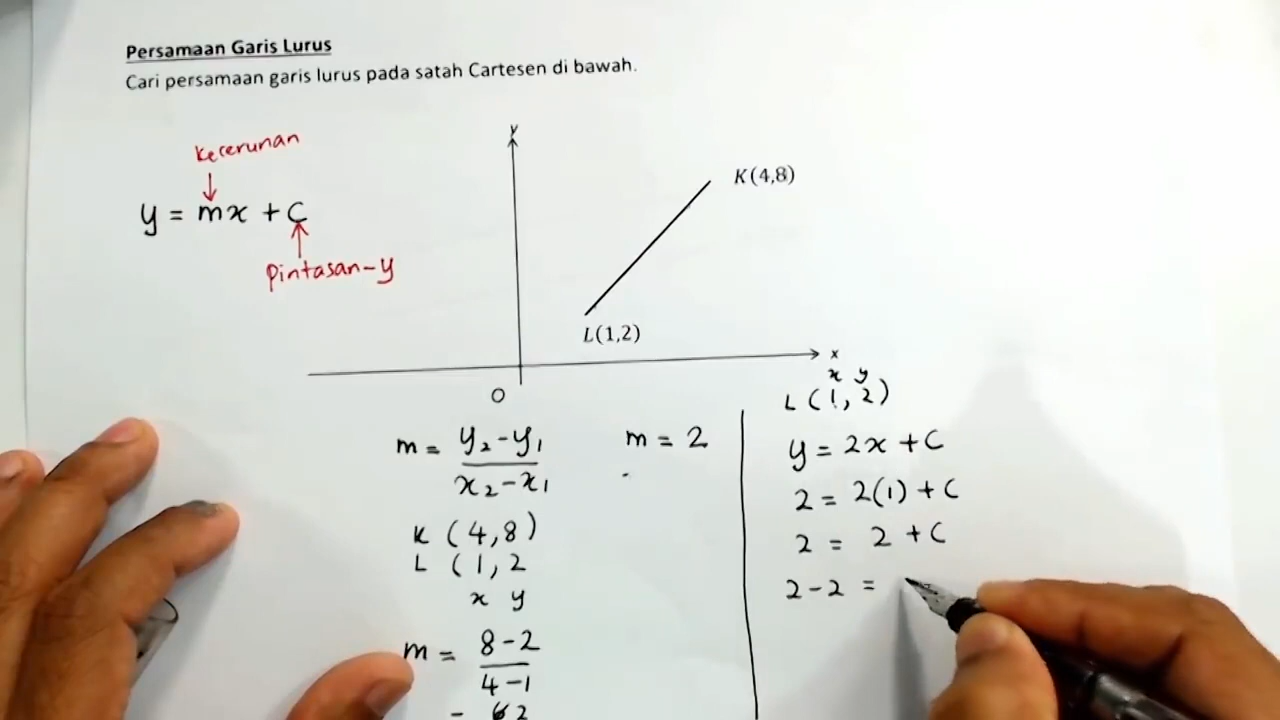 Persamaan Garis Lurus
Cari persamaan garis lurus pada satah Cartesen di bawah.
kecerunan
y = mx + c
pintasan-y
y
K(4,8)
L(1,2)
x
O
m = y₂-y₁ / x₂-x₁
K (4,8)
L (1,2
x y
m = 8-2 / 4-1
m = 2
x y
L (1,2)
y = 2x + c
2 = 2(1) + c
2 = 2 + c
2-2 =